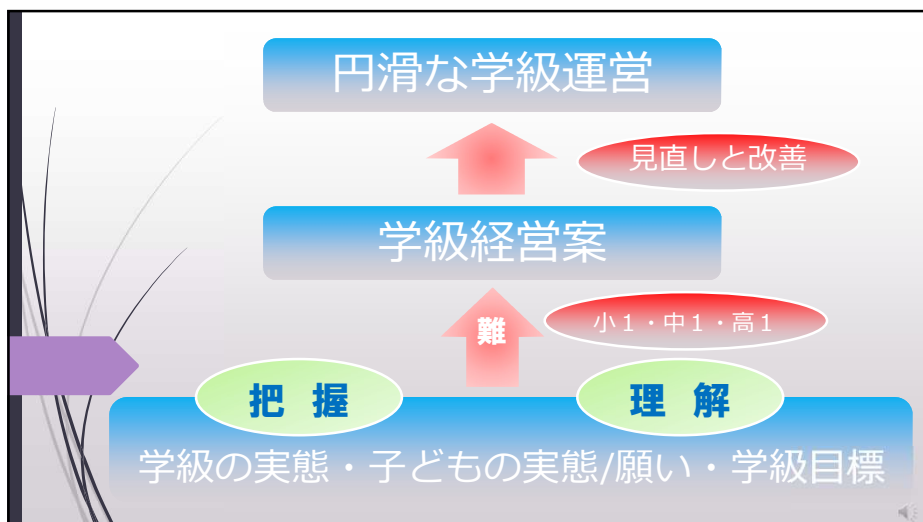 円滑な学級運営
見直しと改善
学級経営案
難
小１・中１・高１
把 握
理 解
学級の実態・子どもの実態/願い・学級目標